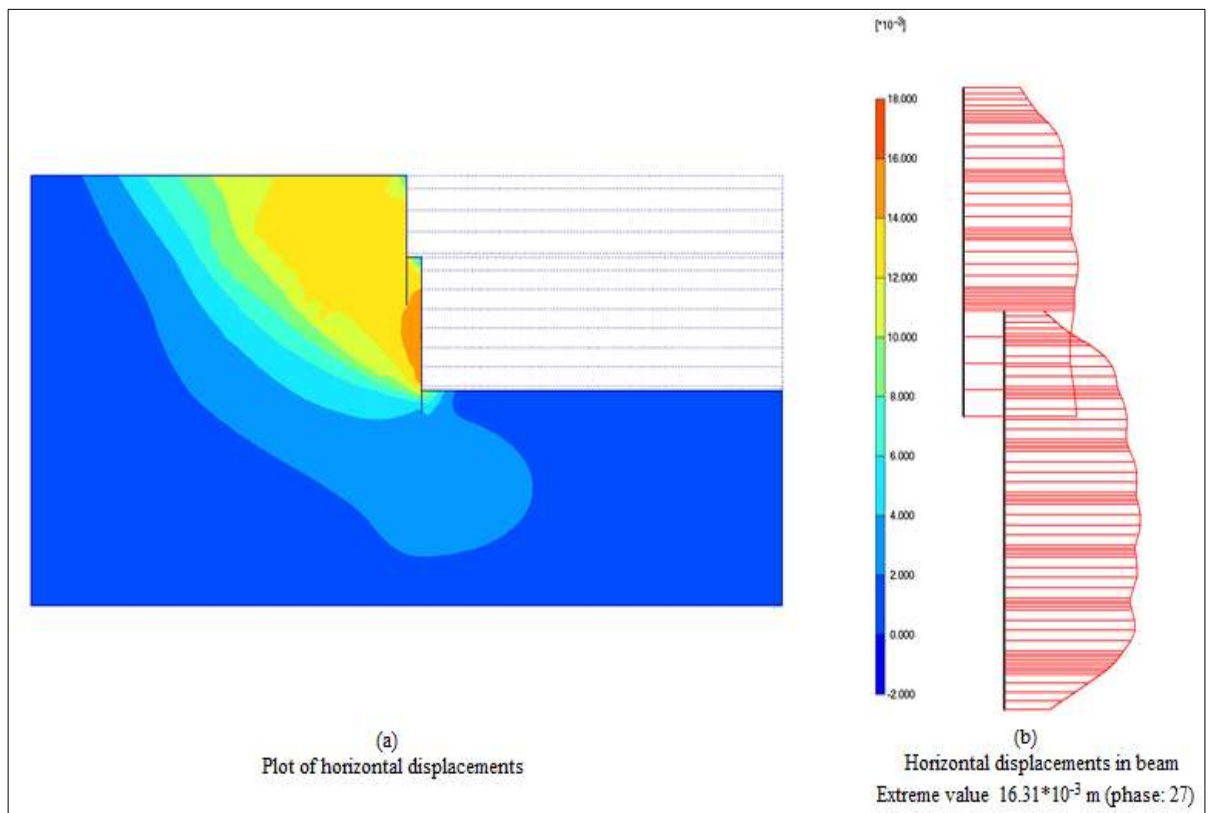 [*10⁻³]
18.000
16.000
14.000
12.000
10.000
8.000
6.000
4.000
2.000
0.000
-2.000
(a)
Plot of horizontal displacements
(b)
Horizontal displacements in beam
Extreme value 16.31*10⁻³ m (phase: 27)